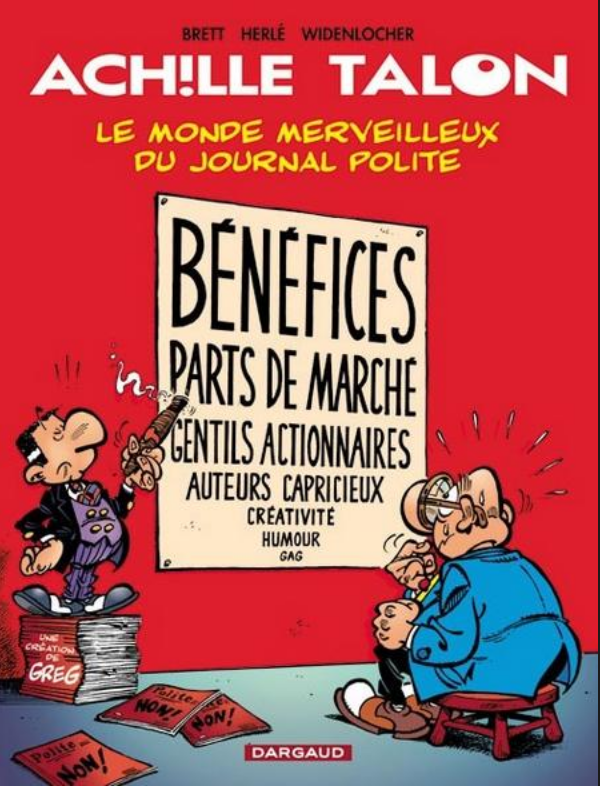 BRETT HERLÉ WIDENLOCHER
ACH!LLE TALON
LE MONDE MERVEILLEUX
DU JOURNAL POLITE
BÉNÉFICES
PARTS DE MARCHÉ
GENTILS ACTIONNAIRES
AUTEURS CAPRICIEUX
CRÉATIVITÉ
HUMOUR
GAG
UNE
CRÉATION
DE
GREG
Polite
NON!
Polite
NON!
Polite
NON!
DARGAUD